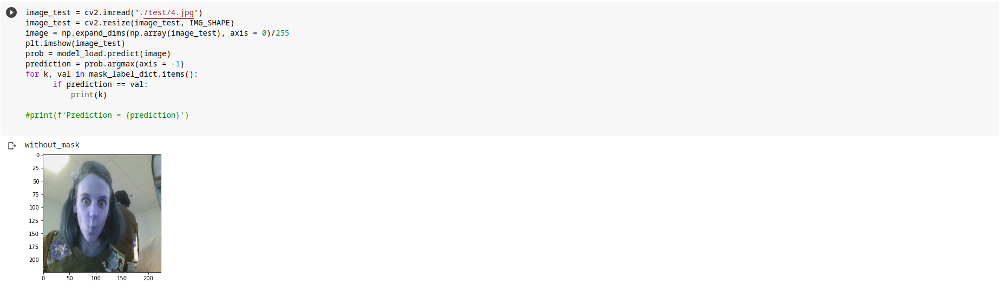 image_test = cv2.imread("./test/4.jpg")
image_test = cv2.resize(image_test, IMG_SHAPE)
image = np.expand_dims(np.array(image_test), axis = 0)/255
plt.imshow(image_test)
prob = model_load.predict(image)
prediction = prob.argmax(axis = -1)
for k, val in mask_label_dict.items():
      if prediction == val:
          print(k)
#print(f'Prediction = {prediction}')
without_mask
0
25
50
75
100
125
150
175
200
0 50 100 150 200